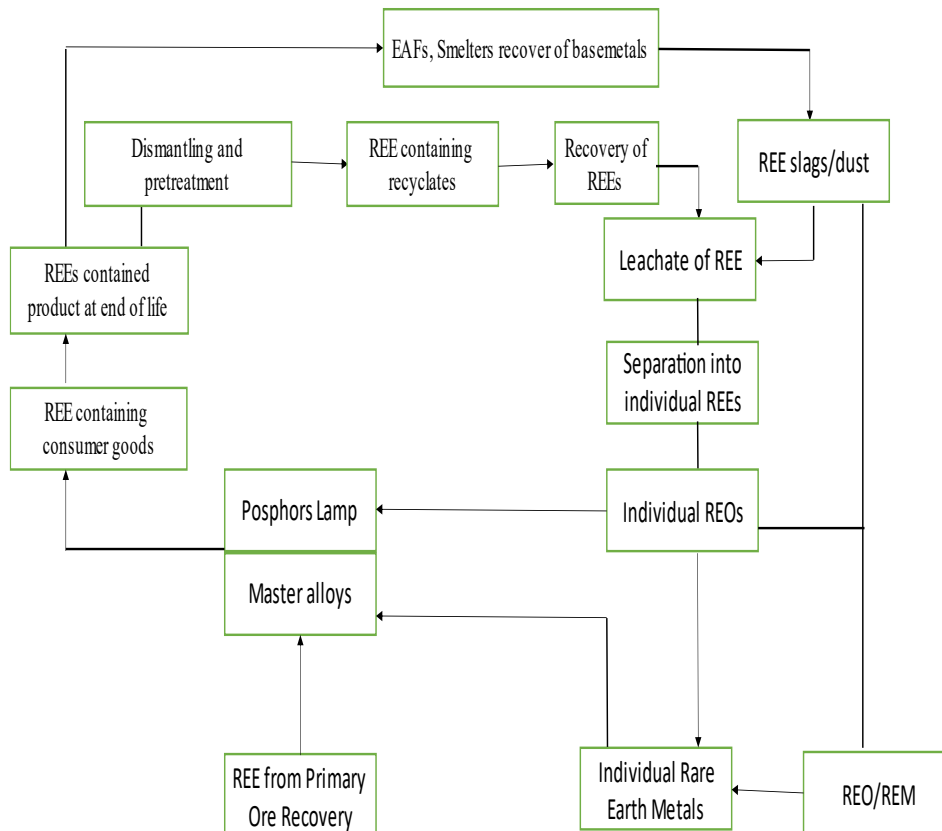 EAFs, Smelters recover of basemetals
Dismantling and
pretreatment
REE containing
recyclates
Recovery of
REEs
REE slags/dust
REEs contained
product at end of life
Leachate of REE
Separation into
individual REEs
REE containing
consumer goods
Posphors Lamp
Individual REOs
Master alloys
REE from Primary
Ore Recovery
Individual Rare
Earth Metals
REO/REM